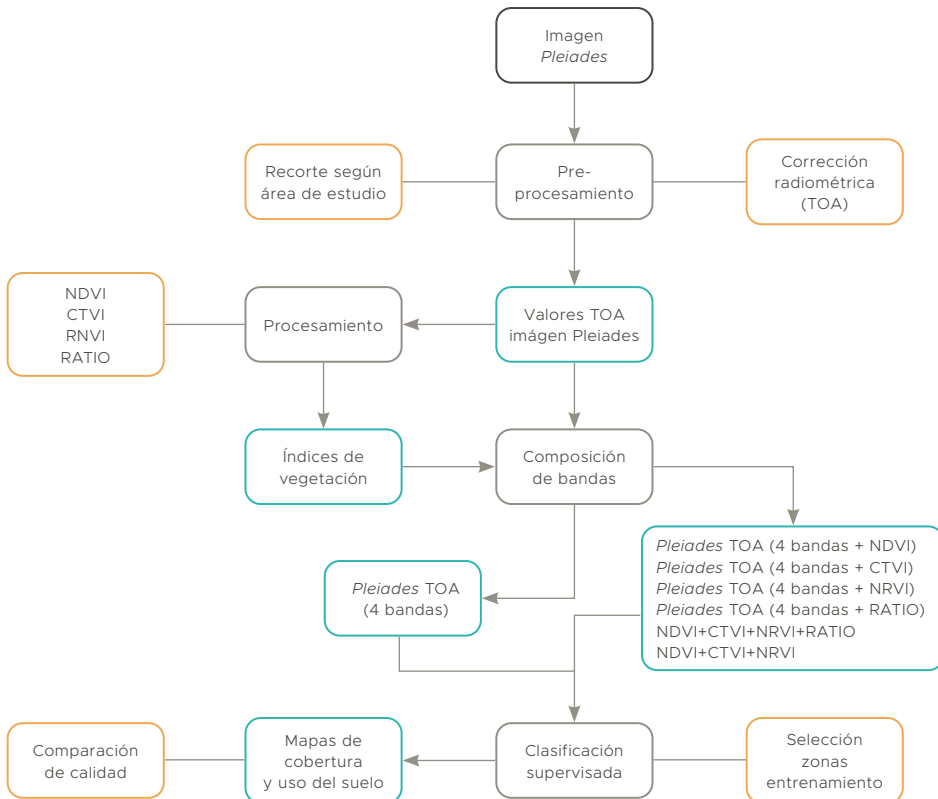 Imagen
Pleiades
Recorte según
área de estudio
Pre-
procesamiento
Corrección
radiométrica
(TOA)
NDVI
CTVI
RNVI
RATIO
Procesamiento
Valores TOA
imágen Pleiades
Índices de
vegetación
Composición
de bandas
Pleiades TOA
(4 bandas)
Pleiades TOA (4 bandas + NDVI)
Pleiades TOA (4 bandas + CTVI)
Pleiades TOA (4 bandas + NRVI)
Pleiades TOA (4 bandas + RATIO)
NDVI+CTVI+NRVI+RATIO
NDVI+CTVI+NRVI
Comparación
de calidad
Mapas de
cobertura
y uso del suelo
Clasificación
supervisada
Selección
zonas
entrenamiento